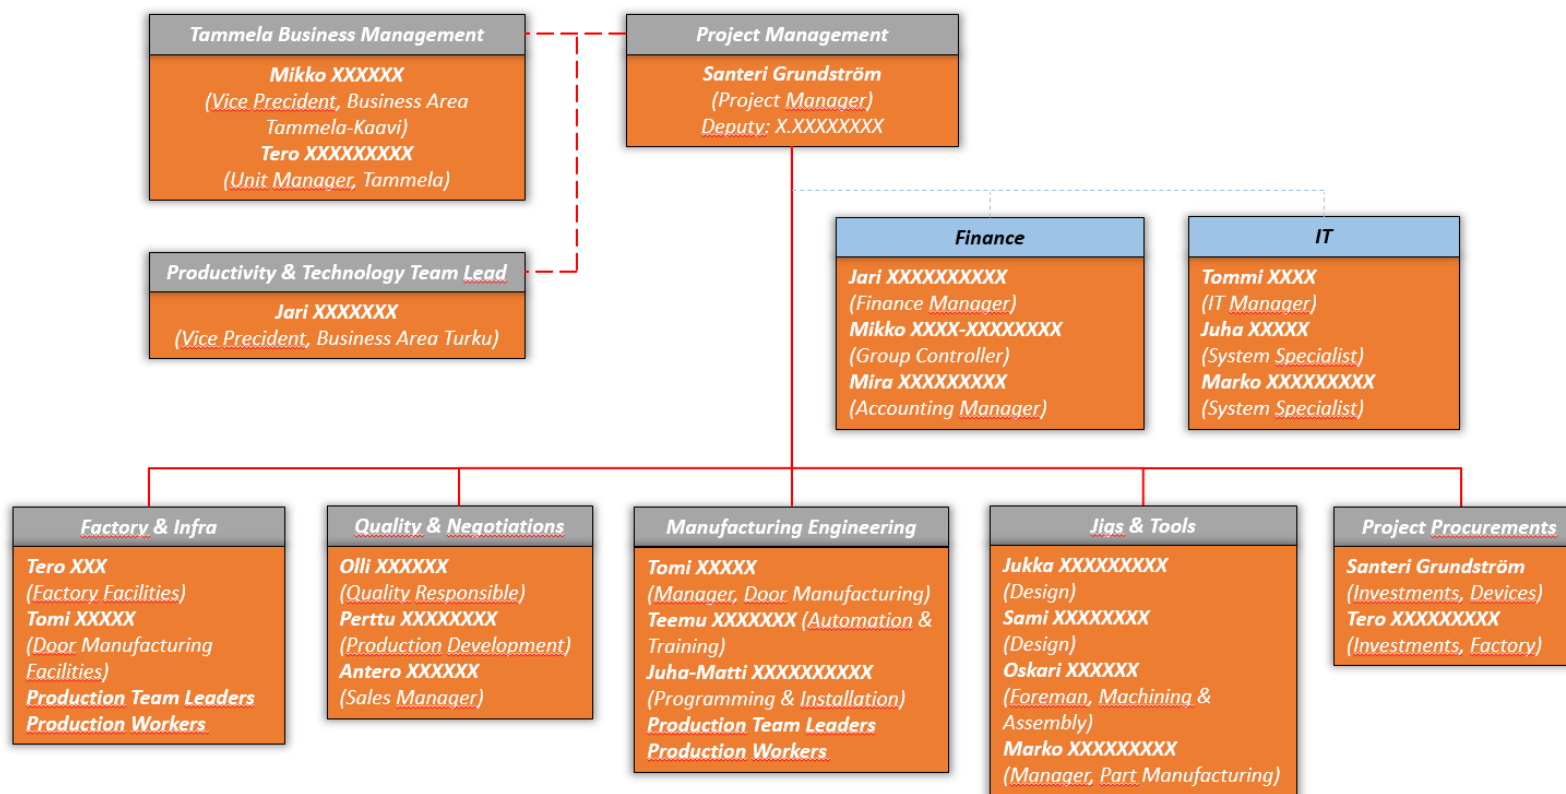 Tammela Business Management
Mikko XXXXXX
(Vice Precident, Business Area
Tammela-Kaavi)
Tero XXXXXXXXX
(Unit Manager, Tammela)
Project Management
Santeri Grundström
(Project Manager)
Deputy: X.XXXXXXXX
Productivity & Technology Team Lead
Jari XXXXXXX
(Vice Precident, Business Area Turku)
Finance
Jari XXXXXXXXXX
(Finance Manager)
Mikko XXXX-XXXXXXXX
(Group Controller)
Mira XXXXXXXXX
(Accounting Manager)
IT
Tommi XXXX
(IT Manager)
Juha XXXXX
(System Specialist)
Marko XXXXXXXXX
(System Specialist)
Factory & Infra
Tero XXX
(Factory Facilities)
Tomi XXXXX
(Door Manufacturing
Facilities)
Production Team Leaders
Production Workers
Quality & Negotiations
Olli XXXXXX
(Quality Responsible)
Perttu XXXXXXXX
(Production Development)
Antero XXXXXX
(Sales Manager)
Manufacturing Engineering
Tomi XXXXX
(Manager, Door Manufacturing)
Teemu XXXXXXX (Automation &
Training)
Juha-Matti XXXXXXXXXX
(Programming & Installation)
Production Team Leaders
Production Workers
Jigs & Tools
Jukka XXXXXXXXX
(Design)
Sami XXXXXXXX
(Design)
Oskari XXXXXX
(Foreman, Machining &
Assembly)
Marko XXXXXXXXX
(Manager, Part Manufacturing)
Project Procurements
Santeri Grundström
(Investments, Devices)
Tero XXXXXXXXX
(Investments, Factory)